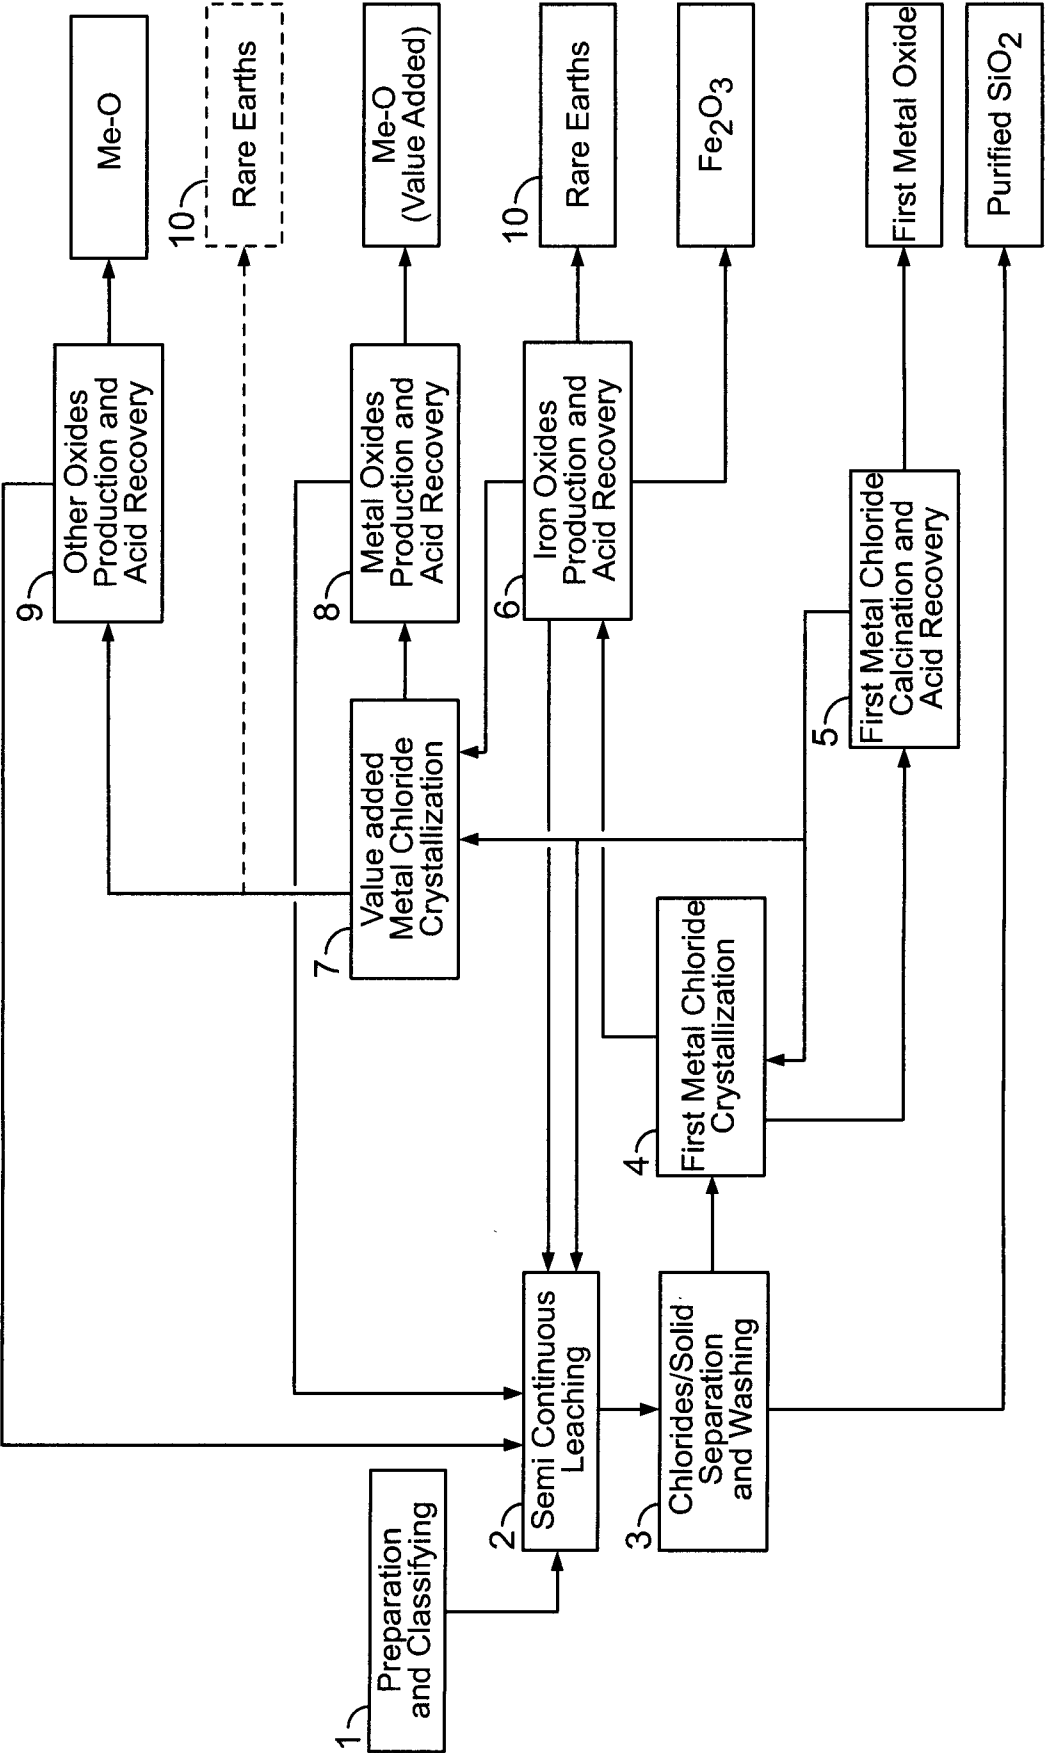 1
Preparation
and Classifying
2
Semi Continuous
Leaching
3
Chlorides/Solid
Separation
and Washing
4
First Metal Chloride
Crystallization
5
First Metal Chloride
Calcination and
Acid Recovery
6
Iron Oxides
Production and
Acid Recovery
7
Value added
Metal Chloride
Crystallization
8
Metal Oxides
Production and
Acid Recovery
9
Other Oxides
Production and
Acid Recovery
Me-O
10
Rare Earths
Me-O
(Value Added)
10
Rare Earths
Fe2O3
First Metal Oxide
Purified SiO2